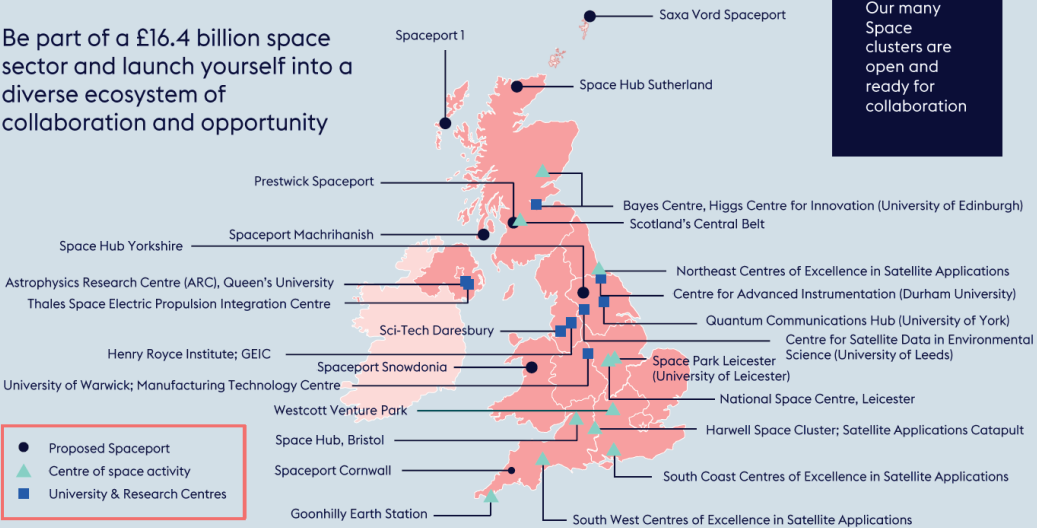 Be part of a £16.4 billion space
sector and launch yourself into a
diverse ecosystem of
collaboration and opportunity
Our many
Space
clusters are
open and
ready for
collaboration
Saxa Vord Spaceport
Spaceport 1
Space Hub Sutherland
Prestwick Spaceport
Bayes Centre, Higgs Centre for Innovation (University of Edinburgh)
Scotland's Central Belt
Spaceport Machrihanish
Space Hub Yorkshire
Northeast Centres of Excellence in Satellite Applications
Astrophysics Research Centre (ARC), Queen's University
Centre for Advanced Instrumentation (Durham University)
Thales Space Electric Propulsion Integration Centre
Quantum Communications Hub (University of York)
Sci-Tech Daresbury
Centre for Satellite Data in Environmental
Science (University of Leeds)
Henry Royce Institute; GEIC
Space Park Leicester
(University of Leicester)
Spaceport Snowdonia
University of Warwick; Manufacturing Technology Centre
National Space Centre, Leicester
Westcott Venture Park
Harwell Space Cluster; Satellite Applications Catapult
Space Hub, Bristol
Spaceport Cornwall
South Coast Centres of Excellence in Satellite Applications
Goonhilly Earth Station
South West Centres of Excellence in Satellite Applications
Proposed Spaceport
Centre of space activity
University & Research Centres